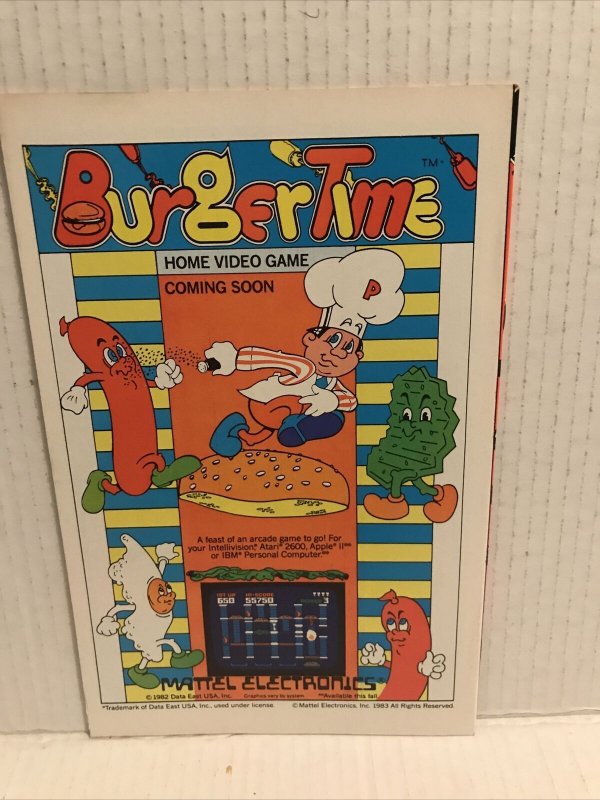 BurgerTime
TM*
HOME VIDEO GAME
COMING SOON
P
A feast of an arcade game to go! For
your Intellivision,® Atari® 2600, Apple® II**
or IBM® Personal Computer.**
1ST UP HI-SCORE
650 55750 3
MATTEL ELECTRONICS®
© 1982 Data East USA, Inc. Graphics vary by system. **Available this fall.
*Trademark of Data East USA, Inc., used under license. © Mattel Electronics, Inc. 1983 All Rights Reserved.